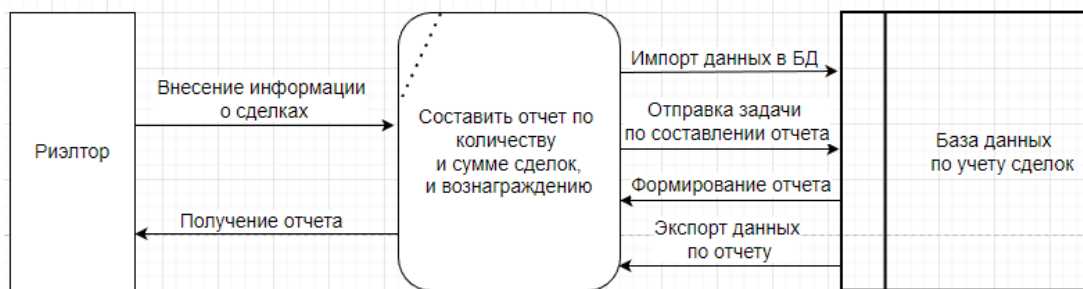 Риэлтор
Внесение информации
о сделках
Получение отчета
Составить отчет по
количеству
и сумме сделок,
и вознаграждению
Импорт данных в БД
Отправка задачи
по составлении отчета
Формирование отчета
Экспорт данных
по отчету
База данных
по учету сделок